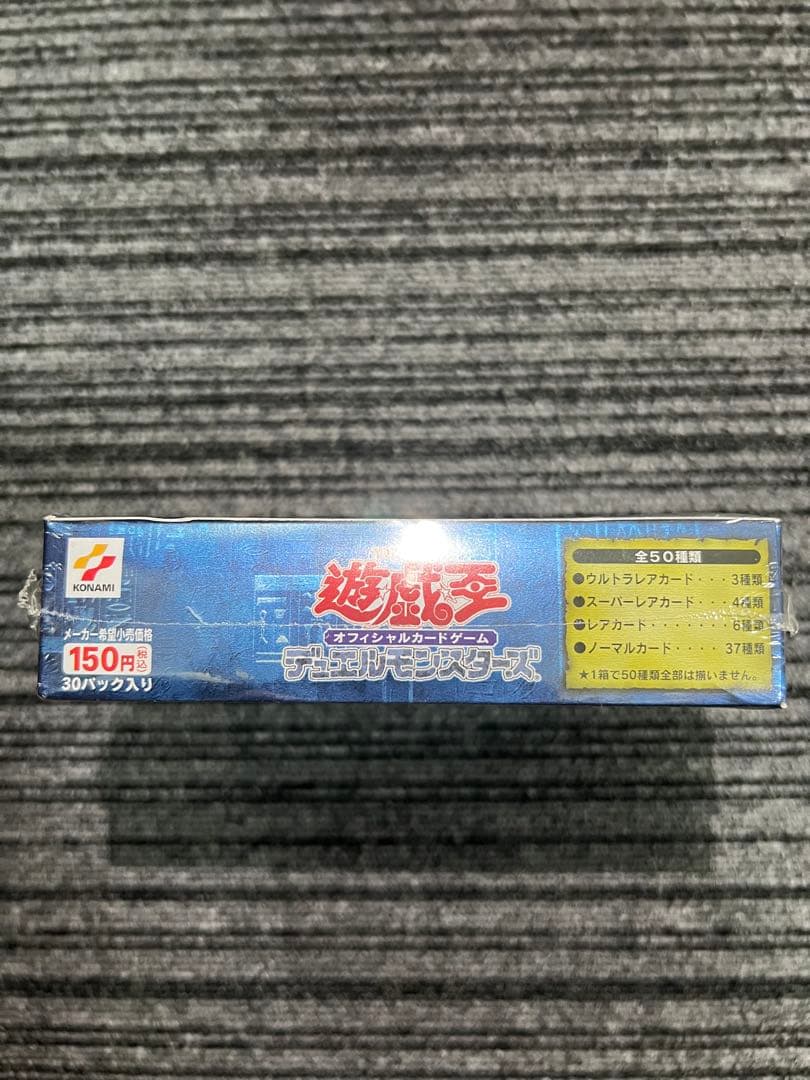 KONAMI
メーカー希望小売価格
150円(税込)
30パック入り
遊戯王
オフィシャルカードゲーム
デュエルモンスターズ
全50種類
●ウルトラレアカード・・・3種類
●スーパーレアカード・・・4種類
●レアカード・・・・・・・6種類
●ノーマルカード・・・・37種類
★1箱で50種類全部は揃いません。